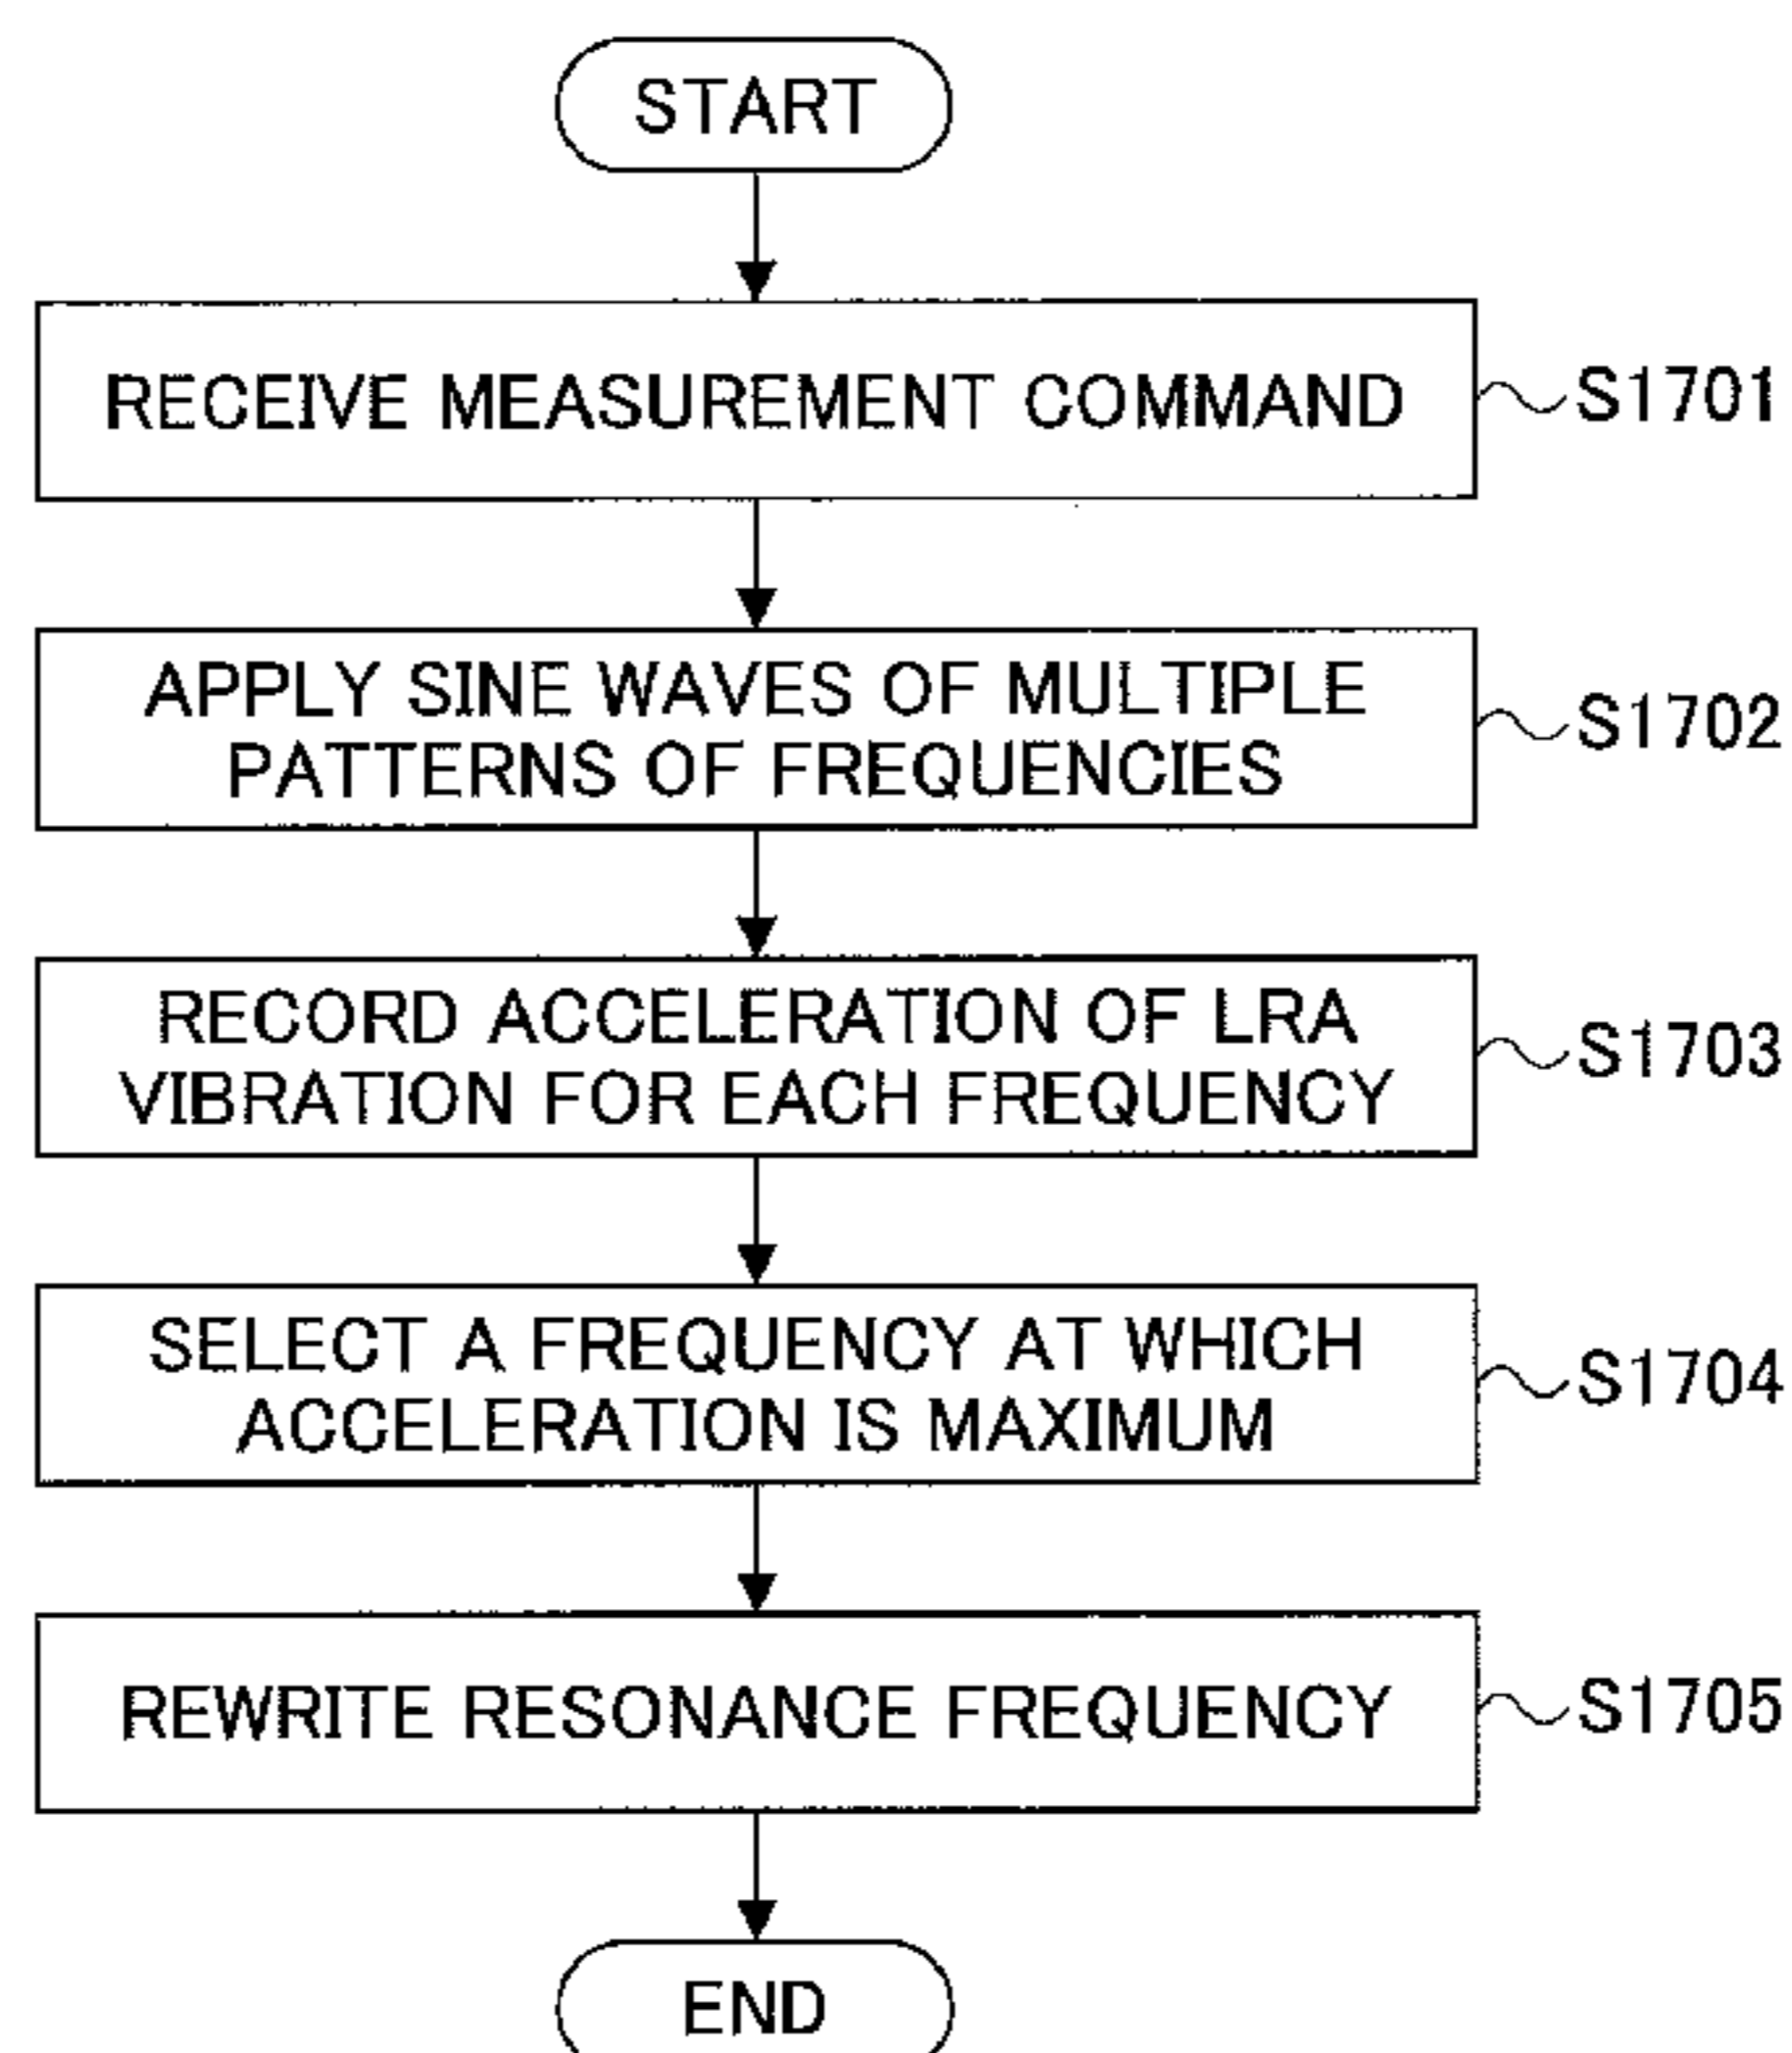 START
RECEIVE MEASUREMENT COMMAND
S1701
APPLY SINE WAVES OF MULTIPLE
PATTERNS OF FREQUENCIES
S1702
RECORD ACCELERATION OF LRA
VIBRATION FOR EACH FREQUENCY
S1703
SELECT A FREQUENCY AT WHICH
ACCELERATION IS MAXIMUM
S1704
REWRITE RESONANCE FREQUENCY
S1705
END